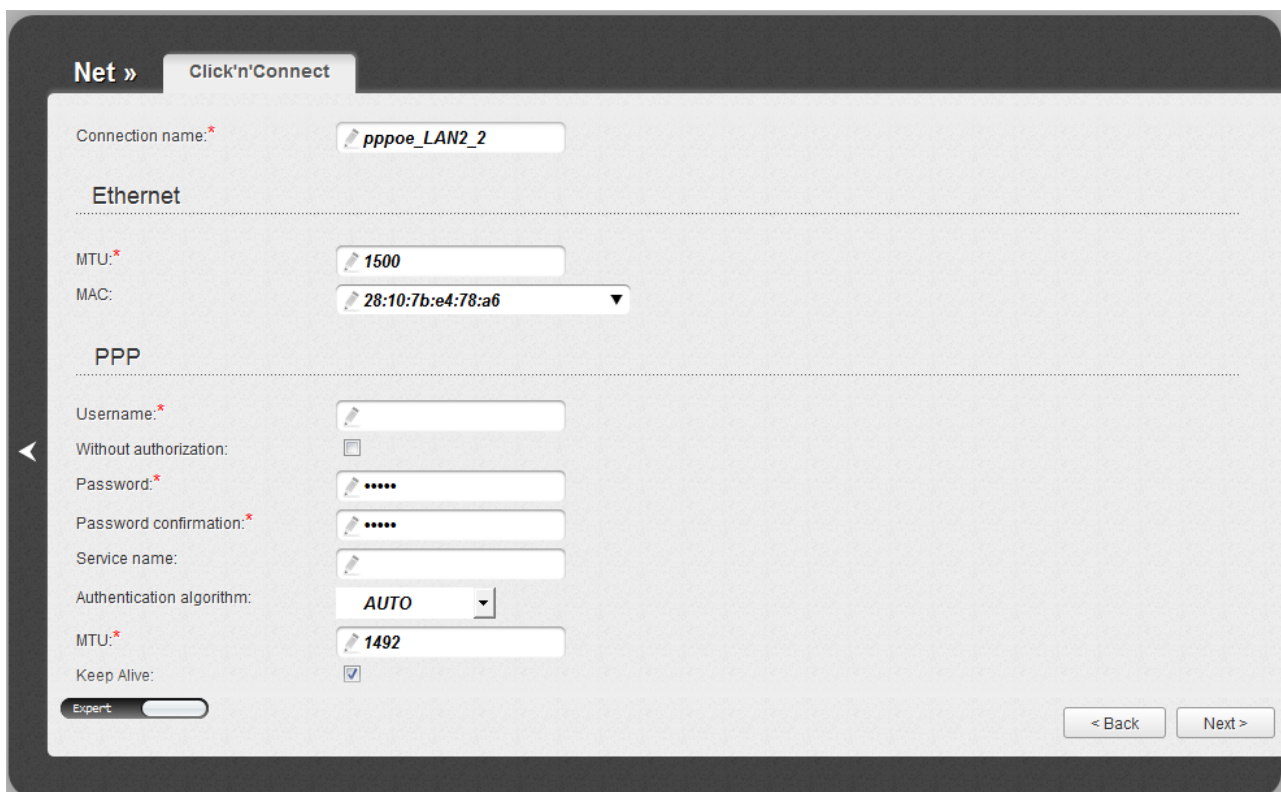 Net »
Click'n'Connect
Connection name:* pppoe_LAN2_2
Ethernet
MTU:* 1500
MAC: 28:10:7b:e4:78:a6
PPP
Username:*
Without authorization:
Password:* •••••
Password confirmation:* •••••
Service name:
Authentication algorithm: AUTO
MTU:* 1492
Keep Alive:
Expert
< Back Next >